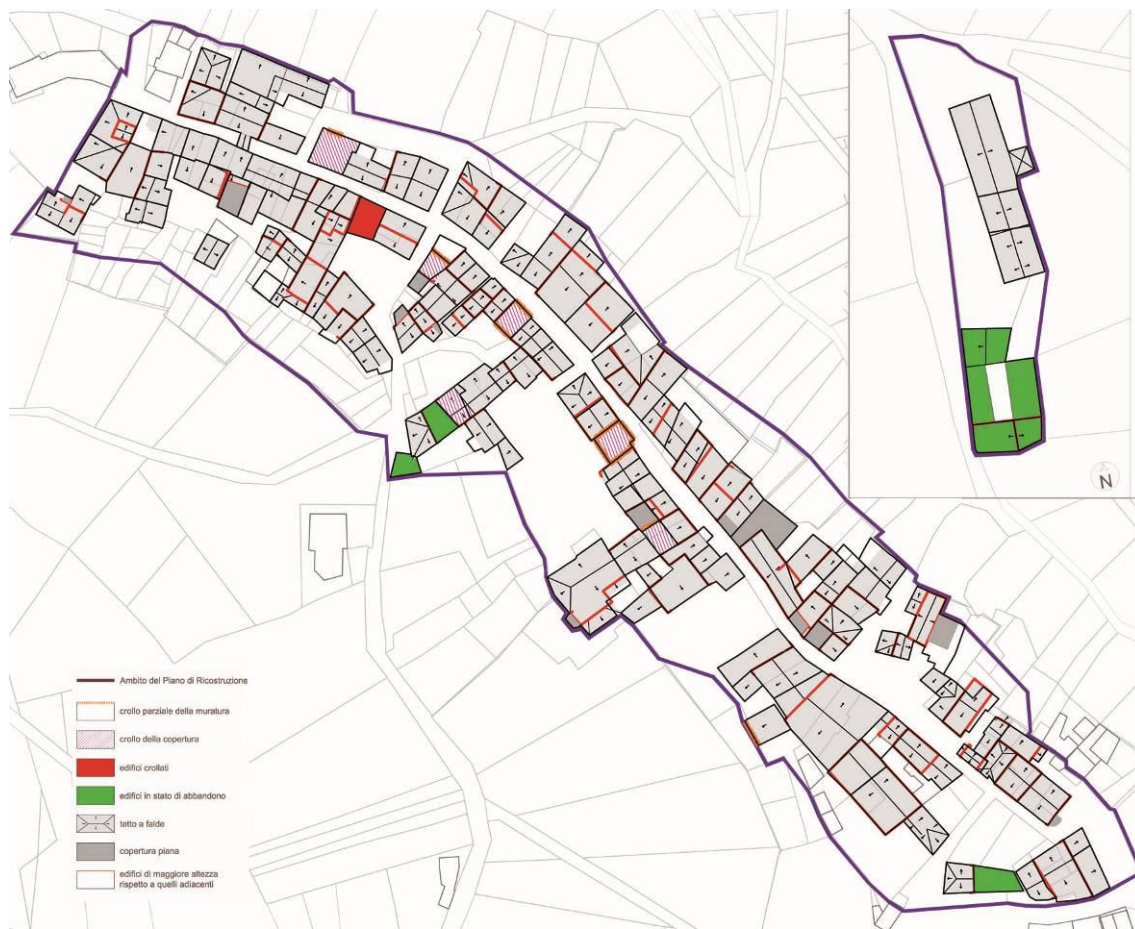 N
Ambito del Piano di Ricostruzione
crollo parziale della muratura
crollo della copertura
edifici crollati
edifici in stato di abbandono
tetto a falde
copertura piana
edifici di maggiore altezza
rispetto a quelli adiacenti